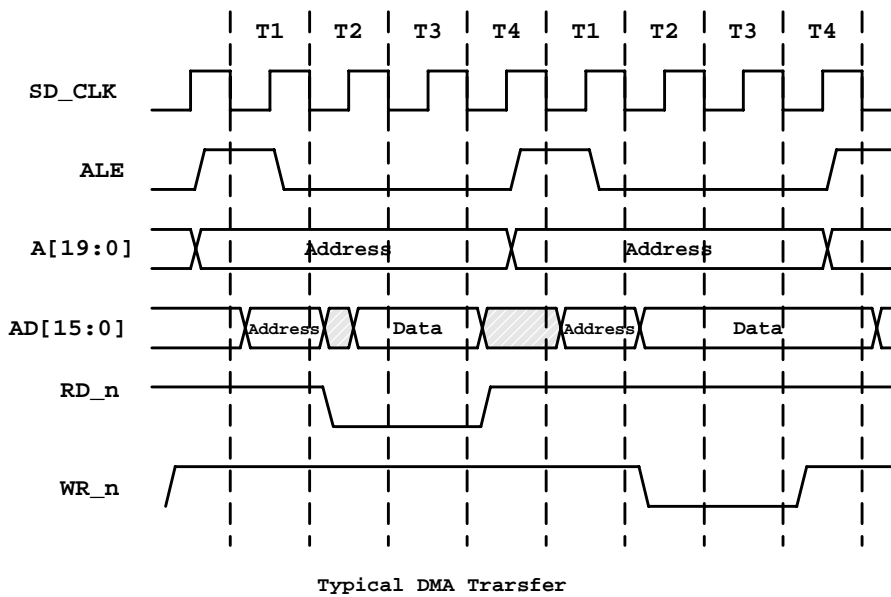 T1 T2 T3 T4 T1 T2 T3 T4
SD_CLK
ALE
A[19:0] Address Address
AD[15:0] Address Data Address Data
RD_n
WR_n
Typical DMA Trarsfer